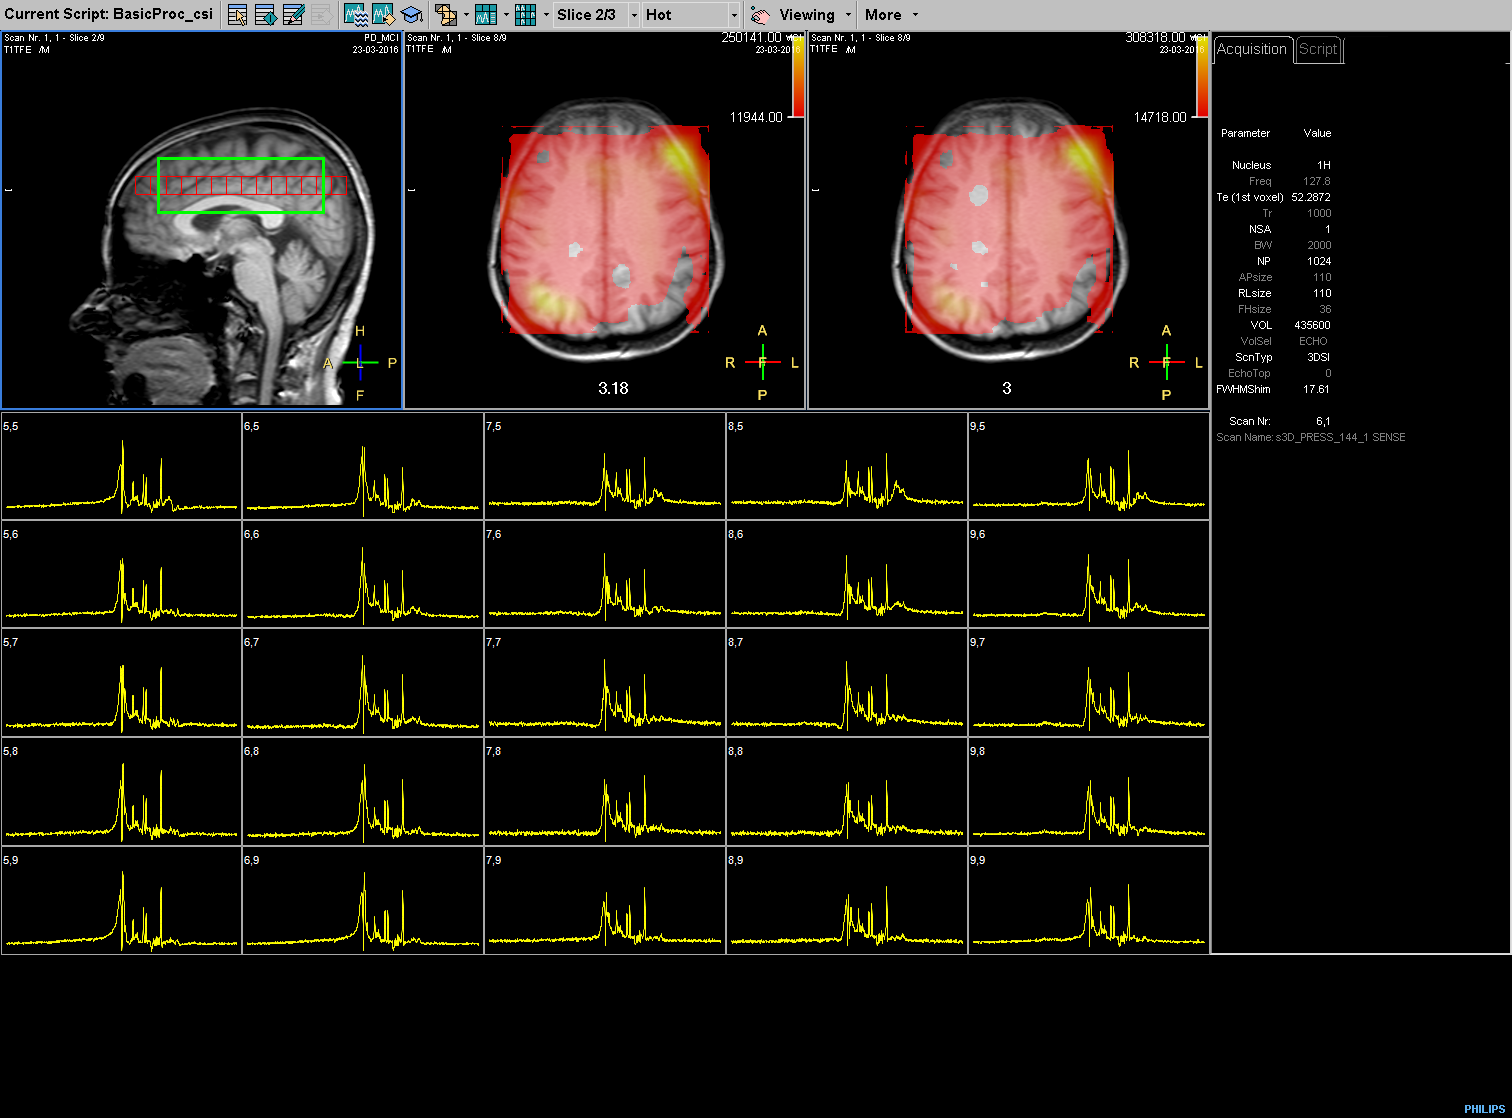 Current Script: BasicProc_csi
Slice 2/3
Hot
Viewing
More
Scan Nr. 1, 1 - Slice 2/9
PD_MCI
T1TFE /M
23-03-2016
H
A
L
P
F
Scan Nr. 1, 1 - Slice 8/9
250141.00
T1TFE /M
23-03-2016
11944.00
A
R
F
L
P
3.18
Scan Nr. 1, 1 - Slice 8/9
308318.00
T1TFE /M
23-03-2016
14718.00
A
R
F
L
P
3
Acquisition
Script
Parameter Value
Nucleus 1H
Freq 127.8
Te (1st voxel) 52.2872
Tr 1000
NSA 1
BW 2000
NP 1024
APsize 110
RLsize 110
FHsize 36
VOL 435600
VolSel ECHO
ScnTyp 3DSI
EchoTop 0
FWHMShim 17.61
Scan Nr: 6,1
Scan Name: s3D_PRESS_144_1 SENSE
5,5
6,5
7,5
8,5
9,5
5,6
6,6
7,6
8,6
9,6
5,7
6,7
7,7
8,7
9,7
5,8
6,8
7,8
8,8
9,8
5,9
6,9
7,9
8,9
9,9
PHILIPS